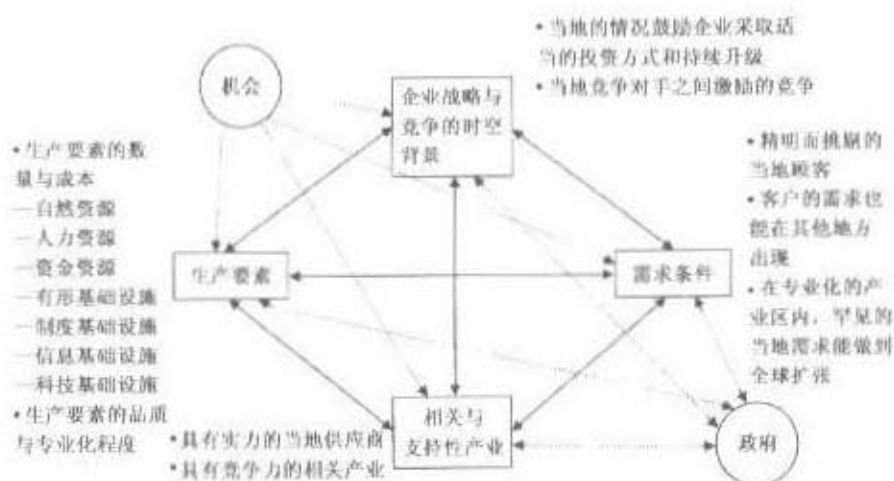 • 当地的情况鼓励企业采取适
当的投资方式和持续升级
• 当地竞争对手之间激励的竞争
机会
企业战略与
竞争的时空
背景
• 生产要素的数
量与成本
—自然资源
—人力资源
—资金资源
—有形基础设施
—制度基础设施
—信息基础设施
—科技基础设施
• 生产要素的品质
与专业化程度
生产要素
需求条件
• 精明而挑剔的
当地顾客
• 客户的需求也
能在其他地方
出现
• 在专业化的产
业区内，罕见的
当地需求能做到
全球扩张
相关与
支持性产业
• 具有实力的当地供应商
• 具有竞争力的相关产业
政府